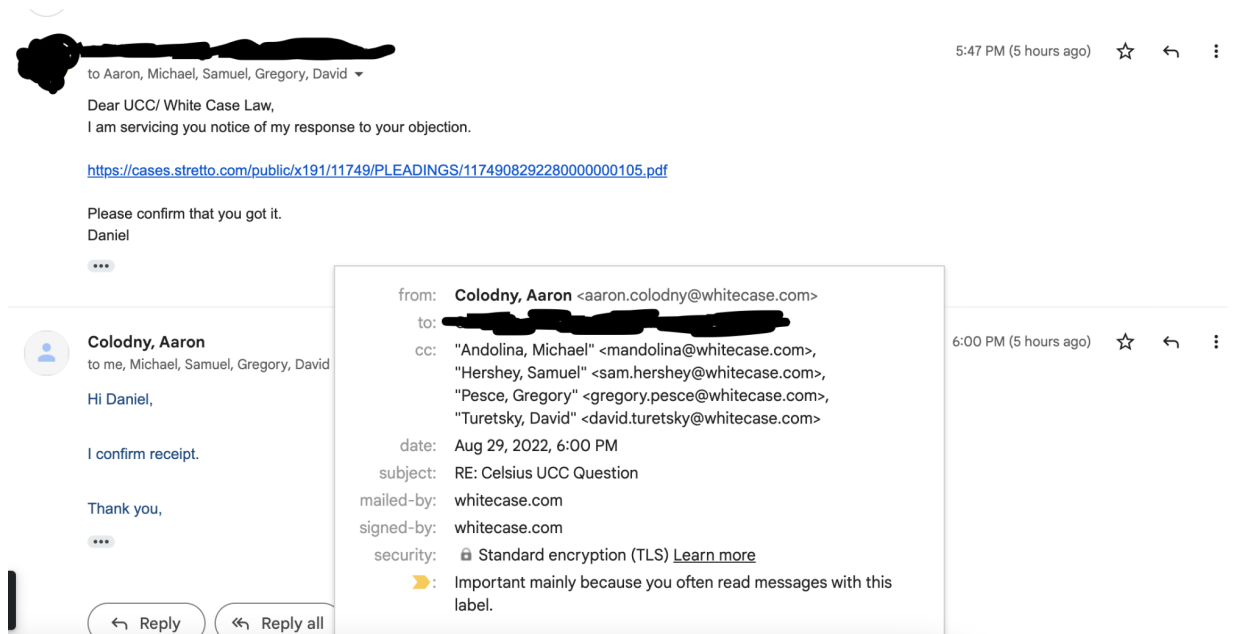 5:47 PM (5 hours ago)
to Aaron, Michael, Samuel, Gregory, David
Dear UCC/ White Case Law,
I am servicing you notice of my response to your objection.
https://cases.stretto.com/public/x191/11749/PLEADINGS/1174908292280000000105.pdf
Please confirm that you got it.
Daniel
Colodny, Aaron
6:00 PM (5 hours ago)
to me, Michael, Samuel, Gregory, David
Hi Daniel,
I confirm receipt.
Thank you,
Reply
Reply all
from: Colodny, Aaron <aaron.colodny@whitecase.com>
to:
cc: "Andolina, Michael" <mandolina@whitecase.com>,
"Hershey, Samuel" <sam.hershey@whitecase.com>,
"Pesce, Gregory" <gregory.pesce@whitecase.com>,
"Turetsky, David" <david.turetsky@whitecase.com>
date: Aug 29, 2022, 6:00 PM
subject: RE: Celsius UCC Question
mailed-by: whitecase.com
signed-by: whitecase.com
security: Standard encryption (TLS) Learn more
: Important mainly because you often read messages with this
label.